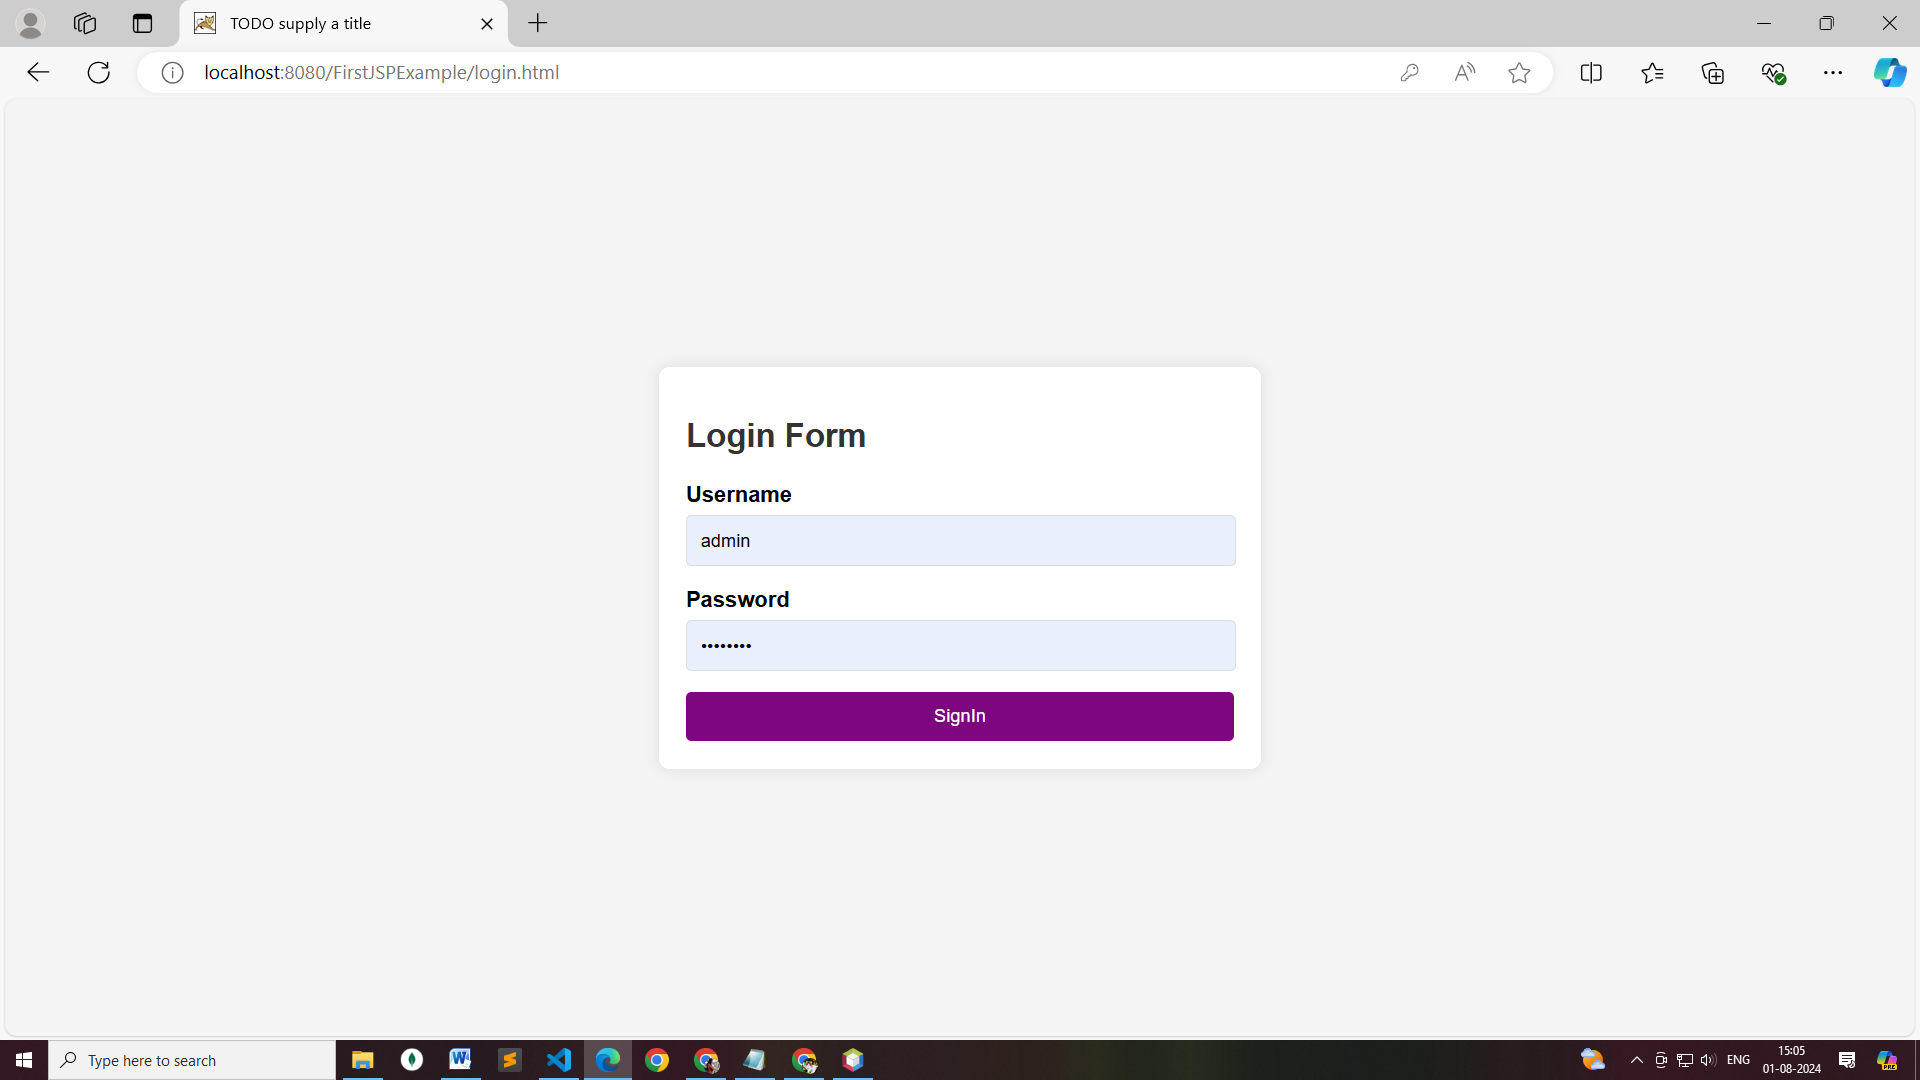 TODO supply a title
localhost:8080/FirstJSPExample/login.html
Login Form
Username
admin
Password
••••••••
SignIn
Type here to search
ENG
15:05
01-08-2024
PRE